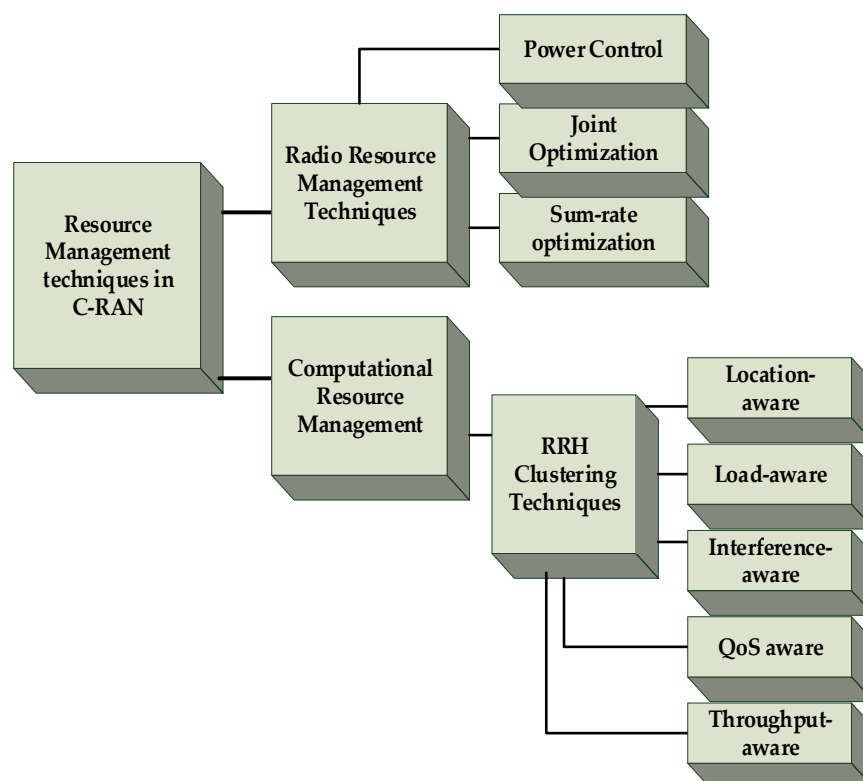 Power Control
Joint
Optimization
Sum-rate
optimization
Radio Resource
Management
Techniques
Resource
Management
techniques in
C-RAN
Computational
Resource
Management
RRH
Clustering
Techniques
Location-
aware
Load-aware
Interference-
aware
QoS aware
Throughput-
aware